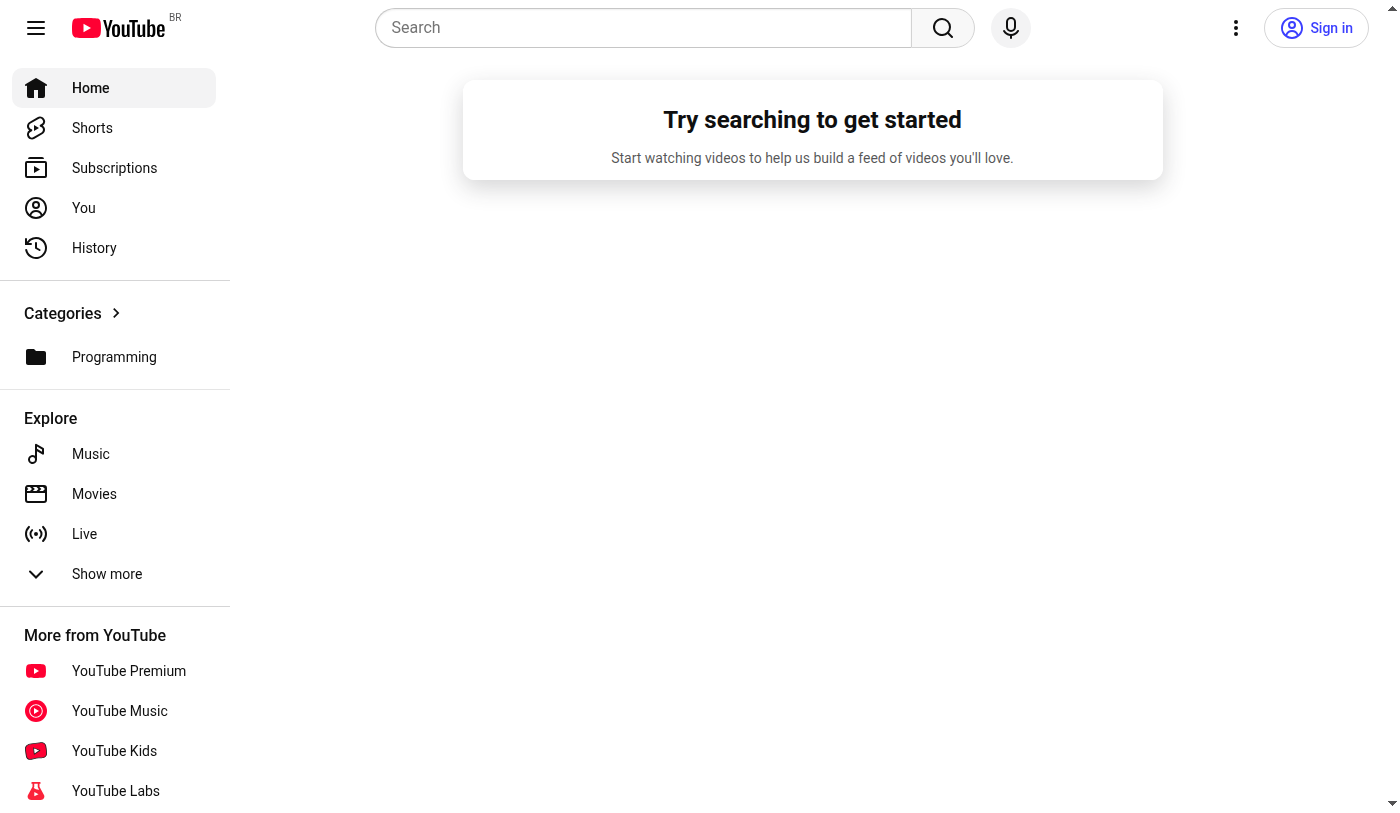 YouTube BR
Search
Sign in
Home
Shorts
Subscriptions
You
History
Categories
Programming
Explore
Music
Movies
Live
Show more
More from YouTube
YouTube Premium
YouTube Music
YouTube Kids
YouTube Labs
Try searching to get started
Start watching videos to help us build a feed of videos you'll love.